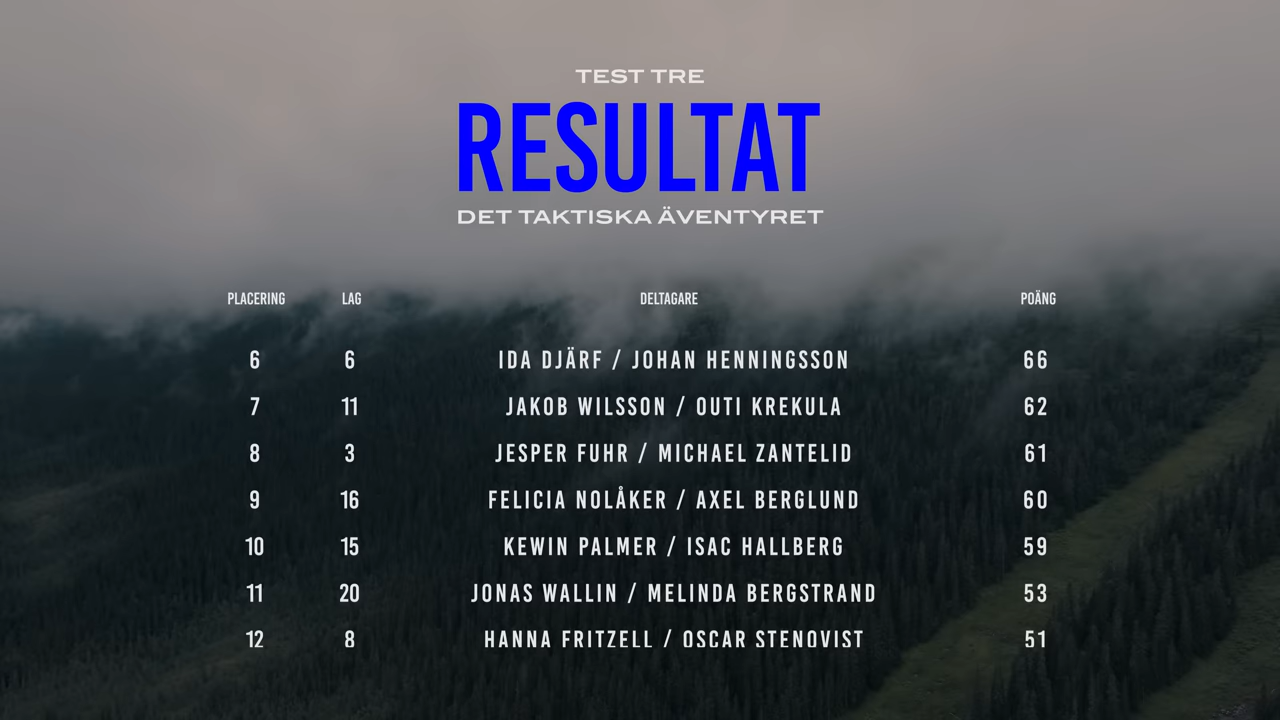 TEST TRE
RESULTAT
DET TAKTISKA ÄVENTYRET
PLACERING LAG DELTAGARE POÄNG
6 6 IDA DJÄRF / JOHAN HENNINGSSON 66
7 11 JAKOB WILSSON / OUTI KREKULA 62
8 3 JESPER FUHR / MICHAEL ZANTELID 61
9 16 FELICIA NOLÅKER / AXEL BERGLUND 60
10 15 KEWIN PALMER / ISAC HALLBERG 59
11 20 JONAS WALLIN / MELINDA BERGSTRAND 53
12 8 HANNA FRITZELL / OSCAR STENQVIST 51